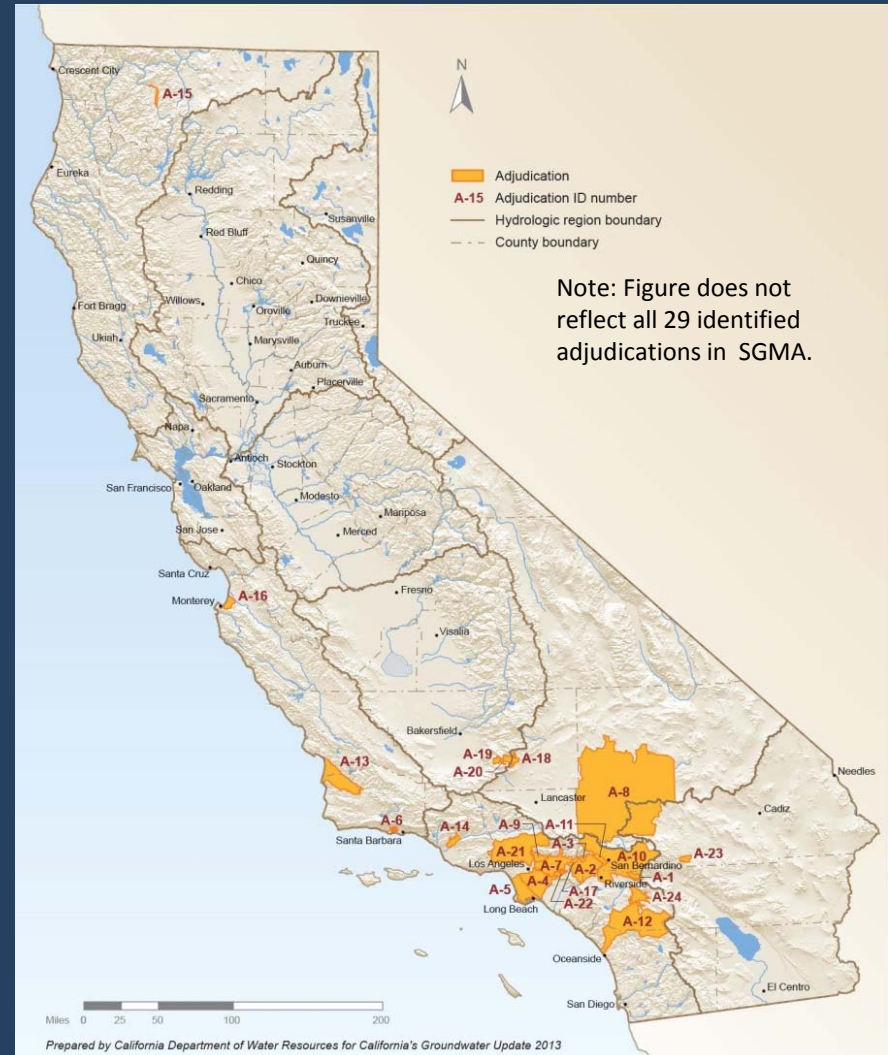 N
Crescent City
A-15
Eureka
Redding
Adjudication
A-15 Adjudication ID number
Hydrologic region boundary
County boundary
Susanville
Red Bluff
Quincy
Chico
Note: Figure does not
reflect all 29 identified
adjudications in SGMA.
Fort Bragg
Willows
Oroville
Downieville
Truckee
Ukiah
Marysville
Auburn
Placerville
Sacramento
Napa
Antioch
Stockton
San Francisco
Oakland
Modesto
Mariposa
San Jose
Merced
Santa Cruz
Fresno
Monterey
A-16
Visalia
Bakersfield
A-19
A-18
A-13
A-20
Needles
A-8
Lancaster
Cadiz
A-6
A-14
A-9
A-11
Santa Barbara
A-3
A-21
A-10
A-23
Los Angeles
A-7
A-2
San Bernardino
A-1
A-5
A-4
Riverside
A-17
A-24
Long Beach
A-22
A-12
Oceanside
El Centro
San Diego
Miles 0 25 50 100 200
Prepared by California Department of Water Resources for California's Groundwater Update 2013